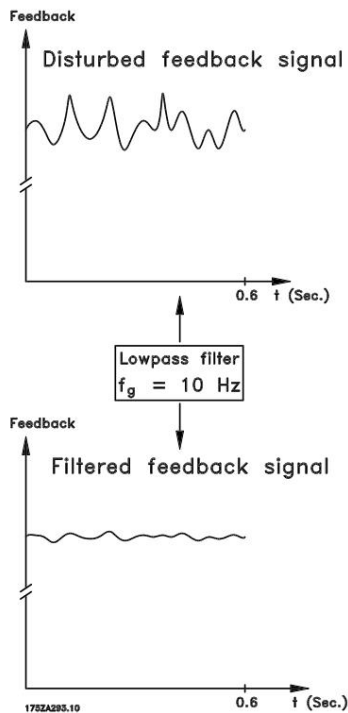 Feedback
Disturbed feedback signal
0.6 t (Sec.)
Lowpass filter
fg = 10 Hz
Feedback
Filtered feedback signal
175ZA293.10
0.6 t (Sec.)